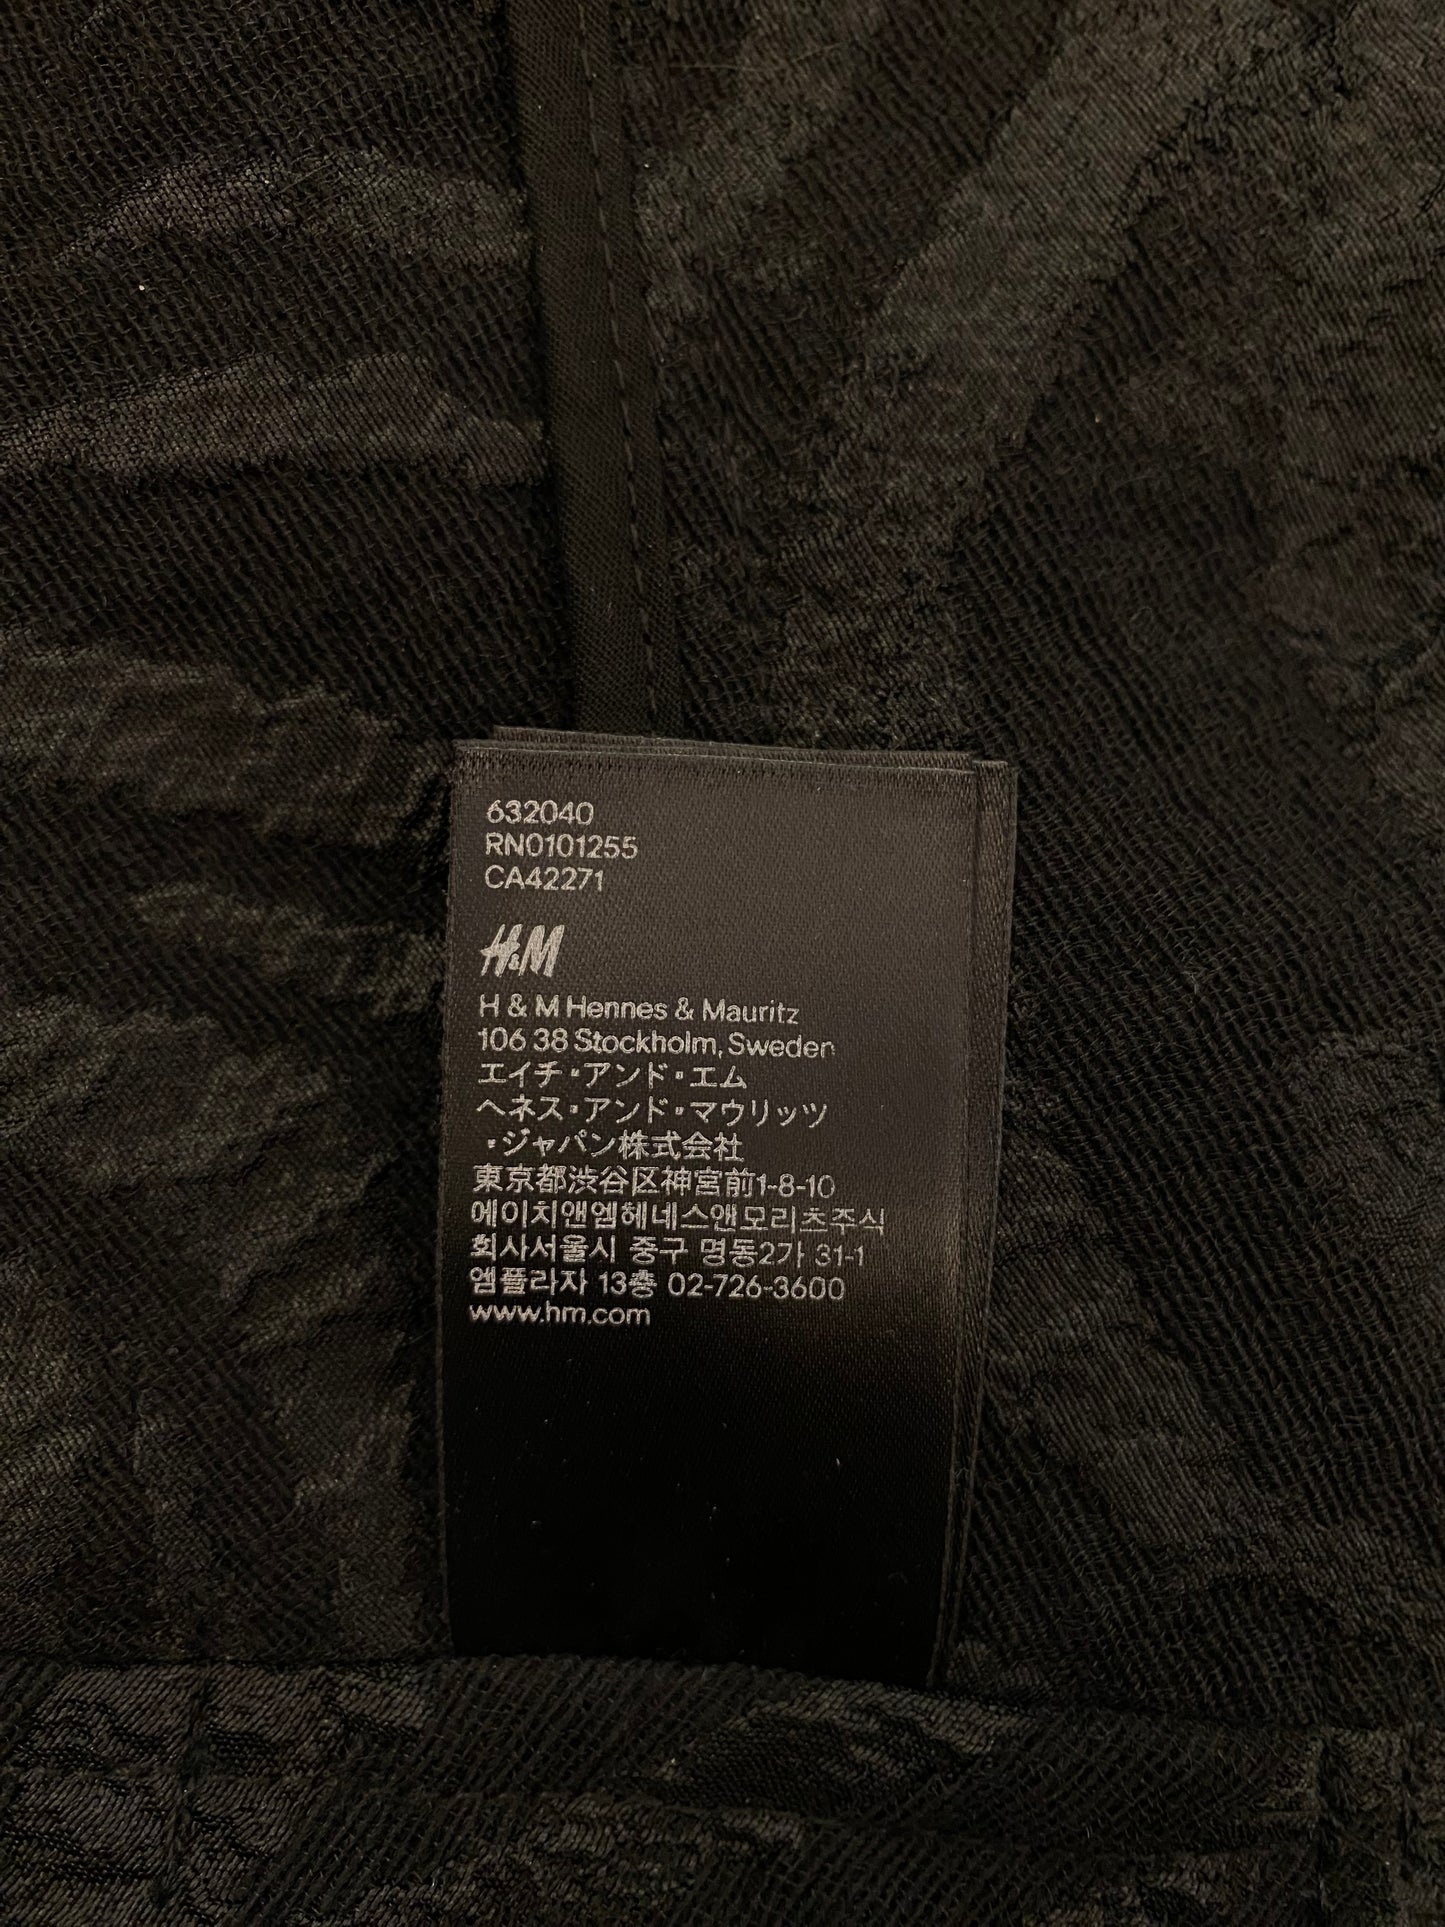 632040
RN0101255
CA42271
H&M
H & M Hennes & Mauritz
106 38 Stockholm, Sweden
エイチ・アンド・エム
ヘネス・アンド・マウリッツ
・ジャパン株式会社
東京都渋谷区神宮前1-8-10
에이치앤엠헤네스앤모리츠주식
회사서울시 중구 명동2가 31-1
엠플라자 13층 02-726-3600
www.hm.com